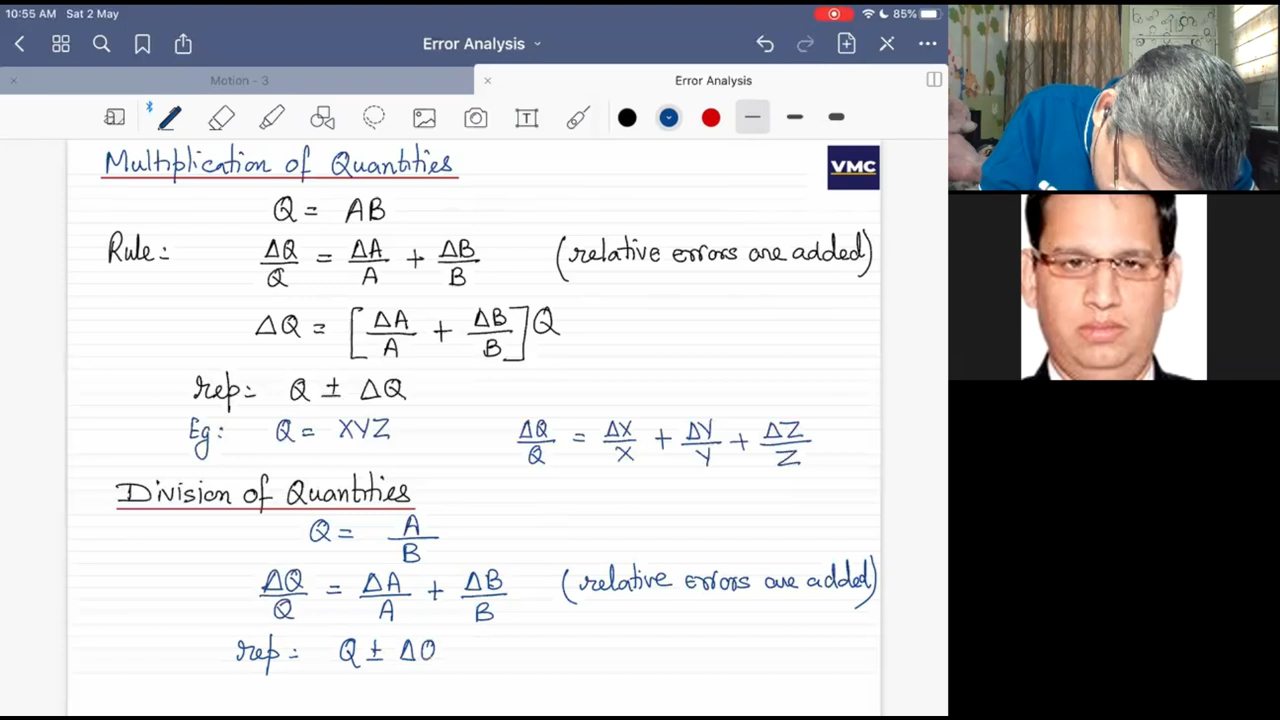 10:55 AM Sat 2 May
85%
Error Analysis
Motion - 3
Error Analysis
Multiplication of Quantities
VMC
Q = AB
Rule: ΔQ/Q = ΔA/A + ΔB/B (relative errors are added)
ΔQ = [ΔA/A + ΔB/B]Q
rep: Q ± ΔQ
Eg: Q = XYZ ΔQ/Q = ΔX/X + ΔY/Y + ΔZ/Z
Division of Quantities
Q = A/B
ΔQ/Q = ΔA/A + ΔB/B (relative errors are added)
rep: Q ± ΔO